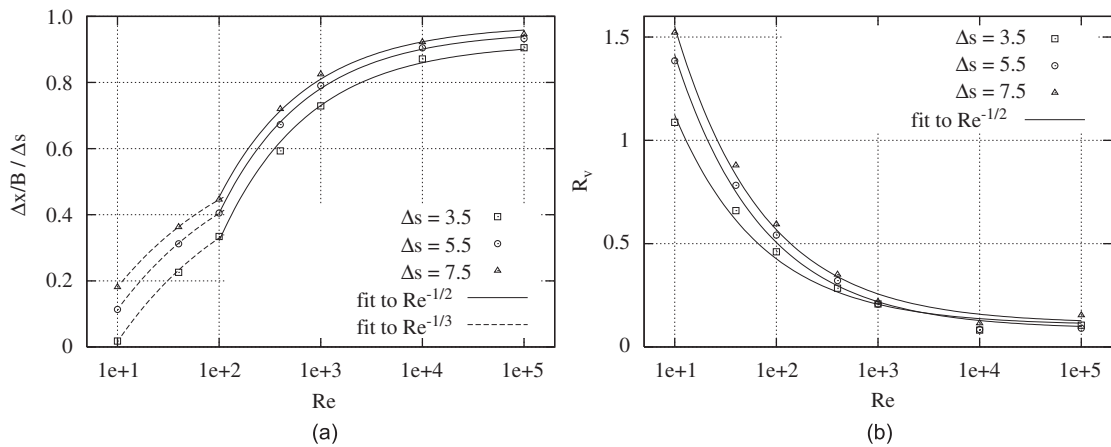 Δx/B / Δs
1.0
0.8
0.6
0.4
0.2
0
Δs = 3.5
Δs = 5.5
Δs = 7.5
fit to Re^-1/2
fit to Re^-1/3
1e+1 1e+2 1e+3 1e+4 1e+5
Re
(a)
R_v
1.5
1
0.5
0
Δs = 3.5
Δs = 5.5
Δs = 7.5
fit to Re^-1/2
1e+1 1e+2 1e+3 1e+4 1e+5
Re
(b)